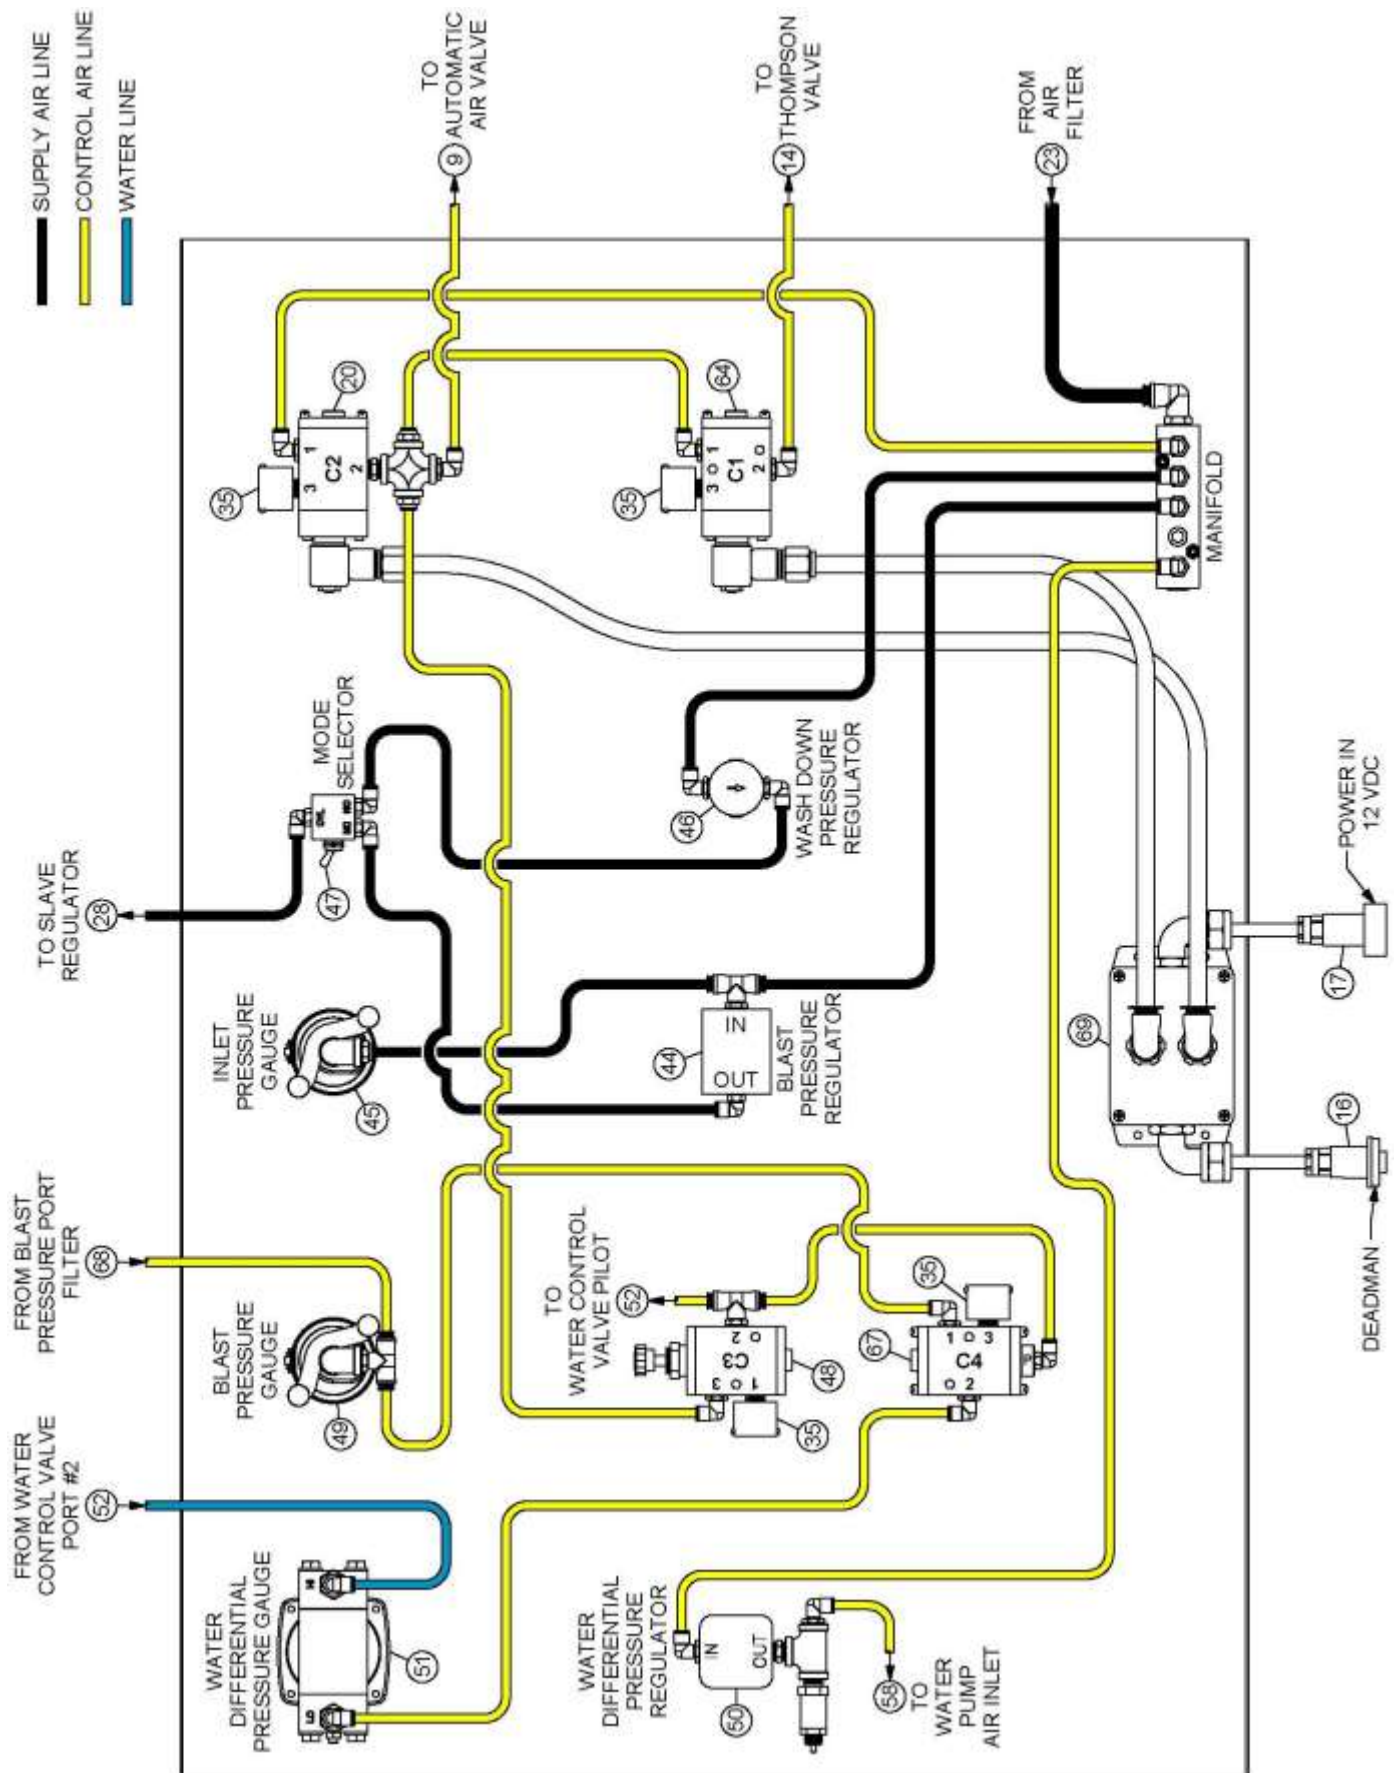 SUPPLY AIR LINE
CONTROL AIR LINE
WATER LINE
FROM WATER
CONTROL VALVE
PORT #2
52
FROM BLAST
PRESSURE PORT
FILTER
68
TO SLAVE
REGULATOR
28
WATER
DIFFERENTIAL
PRESSURE GAUGE
51
LO
HI
BLAST
PRESSURE
GAUGE
49
INLET
PRESSURE
GAUGE
45
MODE
SELECTOR
47
35
3
1
C2
2
20
TO
9 AUTOMATIC
AIR VALVE
WATER
DIFFERENTIAL
PRESSURE
REGULATOR
IN
OUT
50
58
TO
WATER
PUMP
AIR INLET
TO
WATER CONTROL
VALVE PILOT
52
2
C3
3
1
48
35
67
1
3
C4
2
35
44
IN
OUT
BLAST
PRESSURE
REGULATOR
46
WASH DOWN
PRESSURE
REGULATOR
35
3
1
C1
2
64
TO
14 THOMPSON
VALVE
FROM
AIR
23 FILTER
MANIFOLD
69
16
DEADMAN
17
POWER IN
12 VDC